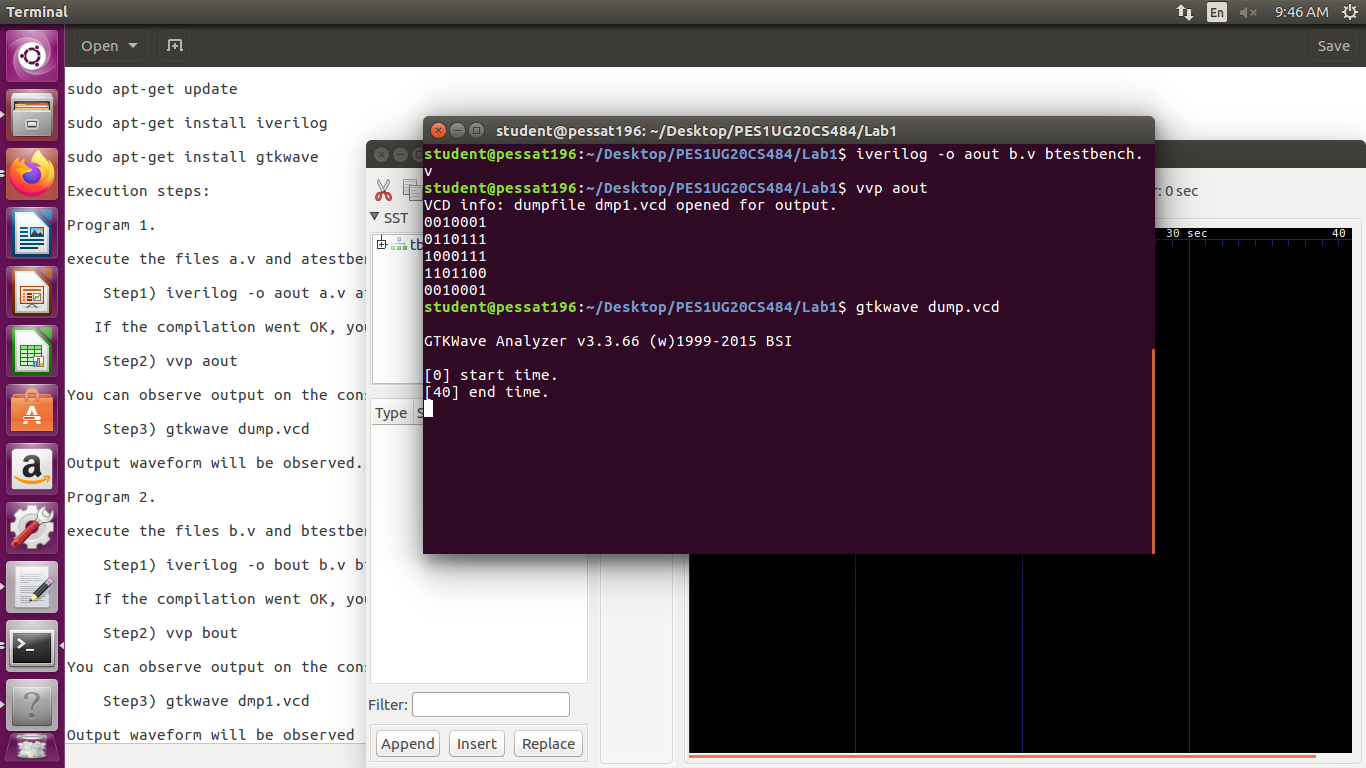 Terminal
En
9:46 AM
Open
Save
sudo apt-get update
sudo apt-get install iverilog
sudo apt-get install gtkwave
Execution steps:
Program 1.
execute the files a.v and
Step1) iverilog -o aout a.v
If the compilation went OK,
Step2) vvp aout
You can observe output on the
Step3) gtkwave dump.vcd
Output waveform will be observed.
Program 2.
execute the files b.v and
Step1) iverilog -o bout b.v
If the compilation went OK,
Step2) vvp bout
You can observe output on the
Step3) gtkwave dmp1.vcd
Output waveform will be observed
student@pessat196: ~/Desktop/PES1UG20CS484/Lab1
student@pessat196:~/Desktop/PES1UG20CS484/Lab1$ iverilog -o aout b.v btestbench.
v
student@pessat196:~/Desktop/PES1UG20CS484/Lab1$ vvp aout
VCD info: dumpfile dmp1.vcd opened for output.
0010001
0110111
1000111
1101100
0010001
student@pessat196:~/Desktop/PES1UG20CS484/Lab1$ gtkwave dump.vcd
GTKWave Analyzer v3.3.66 (w)1999-2015 BSI
[0] start time.
[40] end time.
0 sec
SST
tb
30 sec
40
Type
Filter:
Append
Insert
Replace